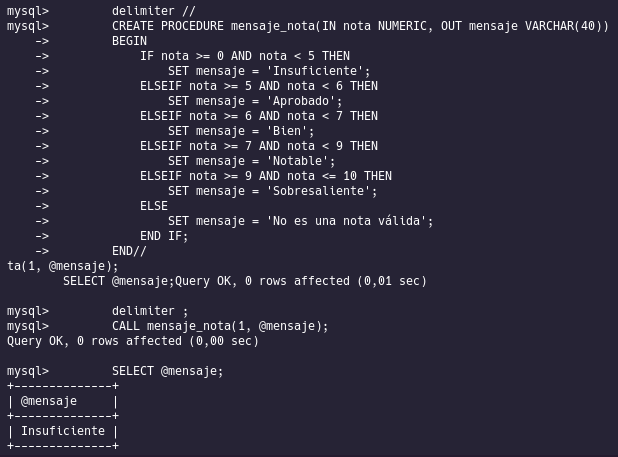 mysql>         delimiter //
mysql>         CREATE PROCEDURE mensaje_nota(IN nota NUMERIC, OUT mensaje VARCHAR(40))
    ->         BEGIN
    ->             IF nota >= 0 AND nota < 5 THEN
    ->                 SET mensaje = 'Insuficiente';
    ->             ELSEIF nota >= 5 AND nota < 6 THEN
    ->                 SET mensaje = 'Aprobado';
    ->             ELSEIF nota >= 6 AND nota < 7 THEN
    ->                 SET mensaje = 'Bien';
    ->             ELSEIF nota >= 7 AND nota < 9 THEN
    ->                 SET mensaje = 'Notable';
    ->             ELSEIF nota >= 9 AND nota <= 10 THEN
    ->                 SET mensaje = 'Sobresaliente';
    ->             ELSE
    ->                 SET mensaje = 'No es una nota válida';
    ->             END IF;
    ->         END//
ta(1, @mensaje);
        SELECT @mensaje;Query OK, 0 rows affected (0,01 sec)

mysql>         delimiter ;
mysql>         CALL mensaje_nota(1, @mensaje);
Query OK, 0 rows affected (0,00 sec)

mysql>         SELECT @mensaje;
+--------------+
| @mensaje     |
+--------------+
| Insuficiente |
+--------------+